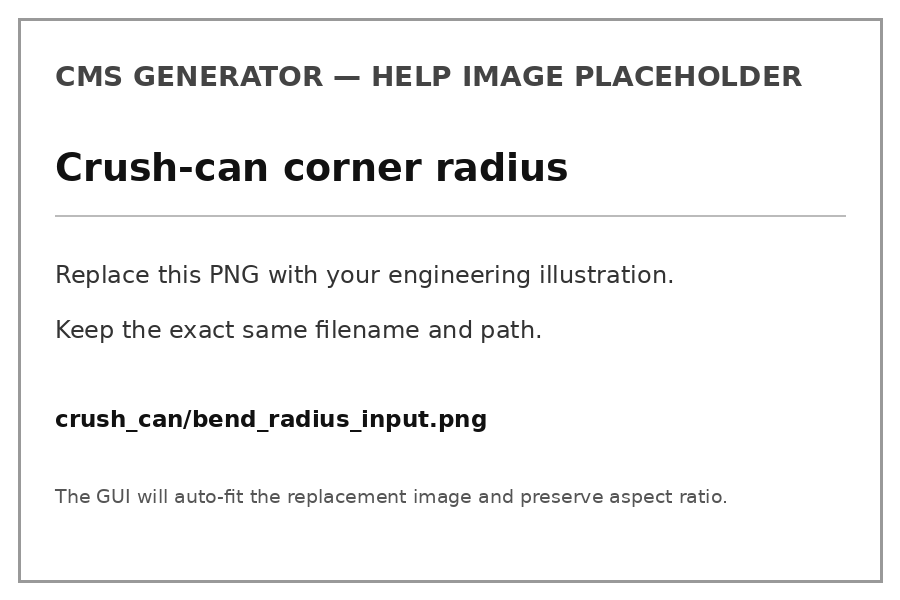 CMS GENERATOR — HELP IMAGE PLACEHOLDER
Crush-can corner radius
Replace this PNG with your engineering illustration.
Keep the exact same filename and path.
crush_can/bend_radius_input.png
The GUI will auto-fit the replacement image and preserve aspect ratio.